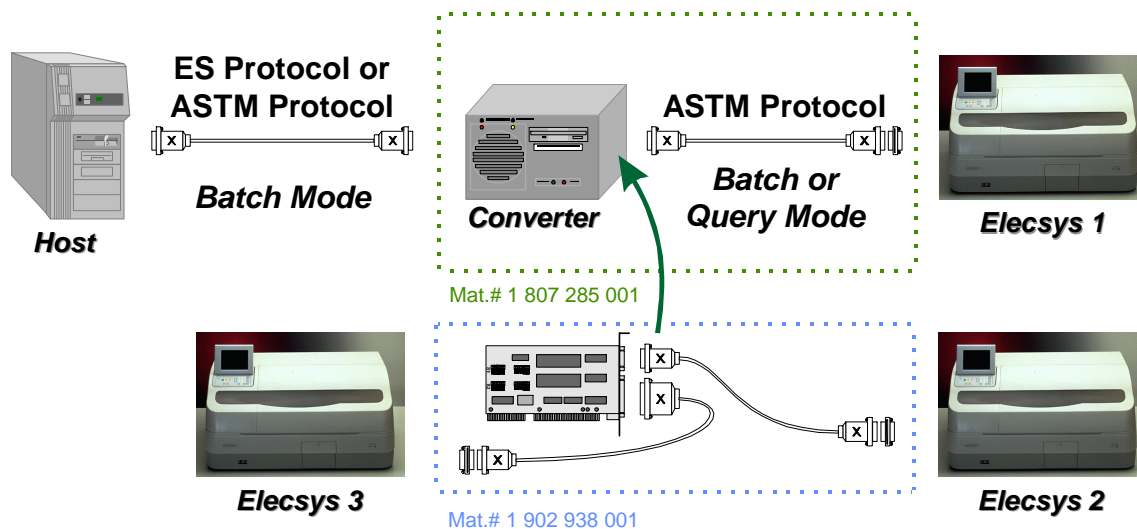 ES Protocol or
ASTM Protocol
Batch Mode
Host
Converter
ASTM Protocol
Batch or
Query Mode
Elecsys 1
Mat.# 1 807 285 001
X
X
X
X
X
X
X
X
Elecsys 3
Elecsys 2
Mat.# 1 902 938 001